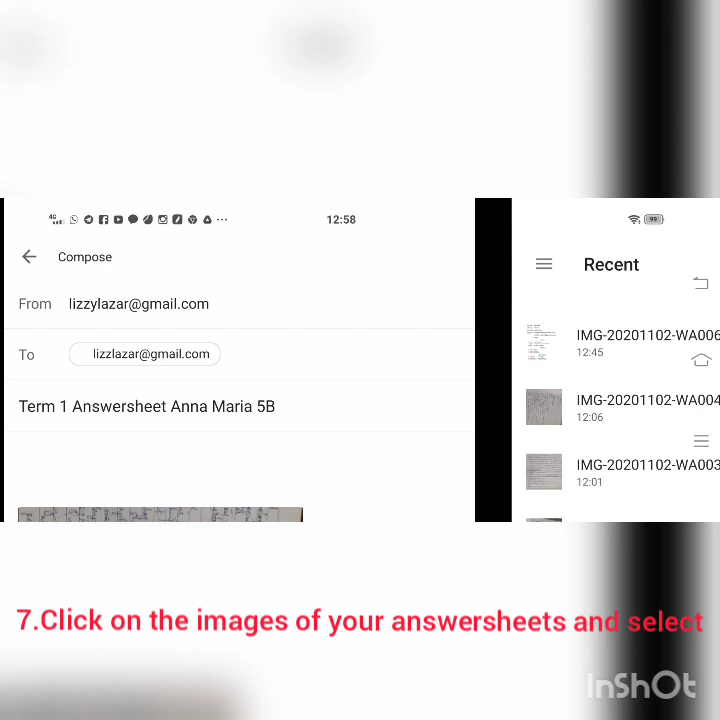 4G
12:58
99
Compose
Recent
From lizzylazar@gmail.com
To lizzlazar@gmail.com
Term 1 Answersheet Anna Maria 5B
IMG-20201102-WA006
12:45
IMG-20201102-WA004
12:06
IMG-20201102-WA003
12:01
7.Click on the images of your answersheets and select
InShOt